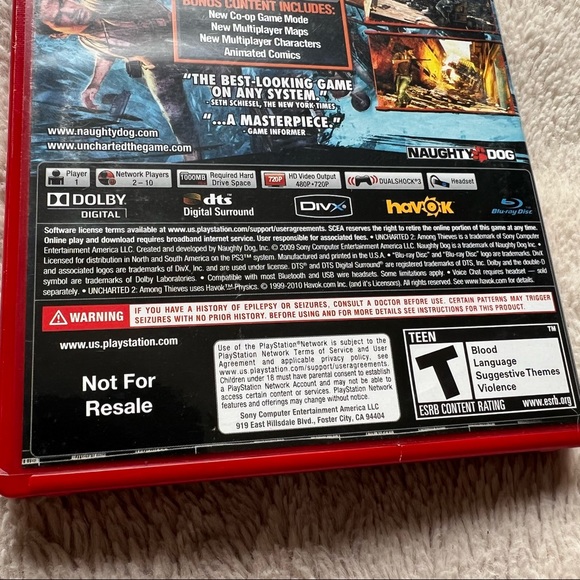 BONUS CONTENT INCLUDES:
New Co-op Game Mode
New Multiplayer Maps
New Multiplayer Characters
Animated Comics
"THE BEST-LOOKING GAME
ON ANY SYSTEM."
- SETH SCHIESEL, THE NEW YORK TIMES
"...A MASTERPIECE."
- GAME INFORMER
www.naughtydog.com
www.unchartedthegame.com
NAUGHTY DOG
Player
1
Network Players
2 - 10
1000MB
Required Hard
Drive Space
720P
HD Video Output
480P • 720P
DUALSHOCK®3
Headset
DOLBY
DIGITAL
dts
Digital Surround
DIVX
havok
Blu-ray Disc
Software license terms available at www.us.playstation.com/support/useragreements. SCEA reserves the right to retire the online portion of this game at any time.
Online play and download requires broadband internet service. User responsible for associated fees. • UNCHARTED 2: Among Thieves is a trademark of Sony Computer
Entertainment America LLC. Created and developed by Naughty Dog, Inc. © 2009 Sony Computer Entertainment America LLC. Naughty Dog is a trademark of Naughty Dog, Inc.
Licensed for distribution in North and South America on the PS3™ system. Manufactured and printed in the U.S.A. • "Blu-ray Disc" and "Blu-ray Disc" logo are trademarks. DivX
and associated logos are trademarks of DivX, Inc. and are used under license. DTS® and DTS Digital Surround® are registered trademarks of DTS, Inc. Dolby and the double-D
symbol are trademarks of Dolby Laboratories. • Compatible with most Bluetooth and USB wear headsets. Some limitations apply. • Voice Chat requires headset — sold
separately. • UNCHARTED 2: Among Thieves uses Havok™ Physics. © 1999-2010 Havok.com Inc. (and it's Licensors). All rights reserved. See www.havok.com for details.
WARNING
IF YOU HAVE A HISTORY OF EPILEPSY OR SEIZURES, CONSULT A DOCTOR BEFORE USE. CERTAIN PATTERNS MAY TRIGGER
SEIZURES WITH NO PRIOR HISTORY. BEFORE USING AND FOR MORE DETAILS SEE INSTRUCTIONS FOR THIS PRODUCT.
www.us.playstation.com
Not For
Resale
Use of the PlayStation®Network is subject to the
PlayStation Network Terms of Service and User
Agreement and applicable privacy policy, see
www.us.playstation.com/support/useragreements.
Children under 18 must have parental consent to establish
a PlayStation Network Account and may not be able to
access certain content or services. PlayStation Network
features and offerings may change without notice.
Sony Computer Entertainment America LLC
919 East Hillsdale Blvd., Foster City, CA 94404
TEEN
T
™
Blood
Language
Suggestive Themes
Violence
ESRB CONTENT RATING
www.esrb.org